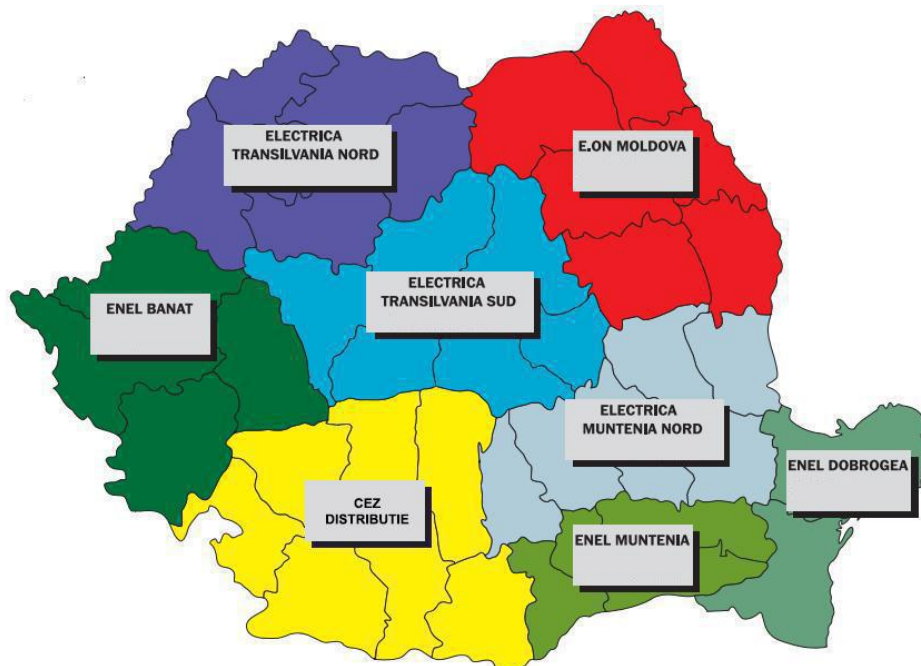 ELECTRICA
TRANSILVANIA NORD
E.ON MOLDOVA
ELECTRICA
TRANSILVANIA SUD
ENEL BANAT
ELECTRICA
MUNTENIA NORD
ENEL DOBROGEA
CEZ
DISTRIBUTIE
ENEL MUNTENIA